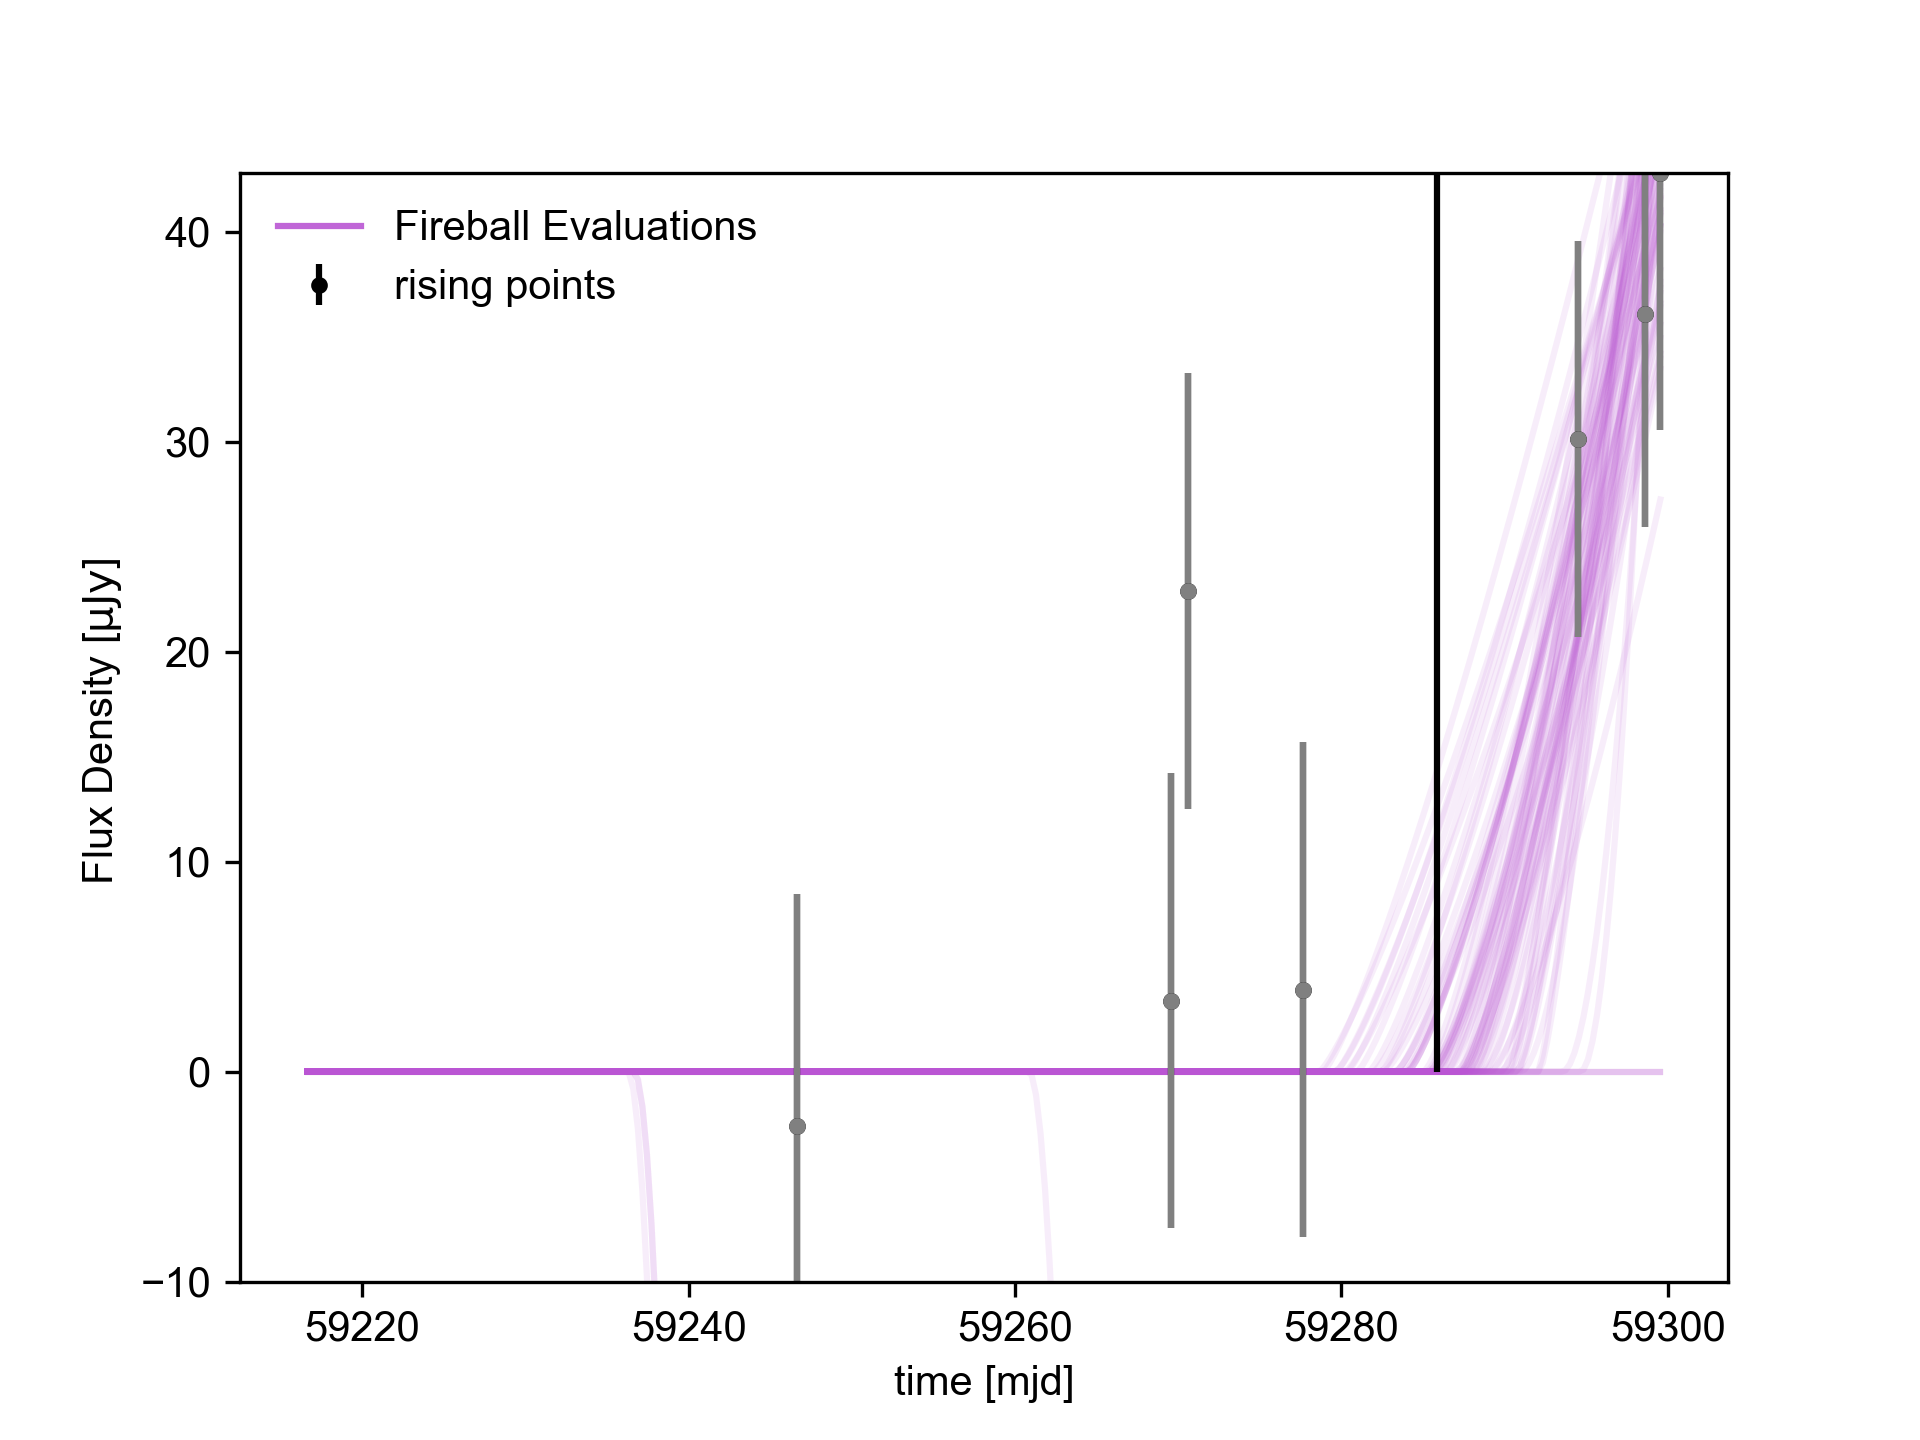 Fireball Evaluations
rising points
40
30
20
10
0
−10
Flux Density [µJy]
59220 59240 59260 59280 59300
time [mjd]